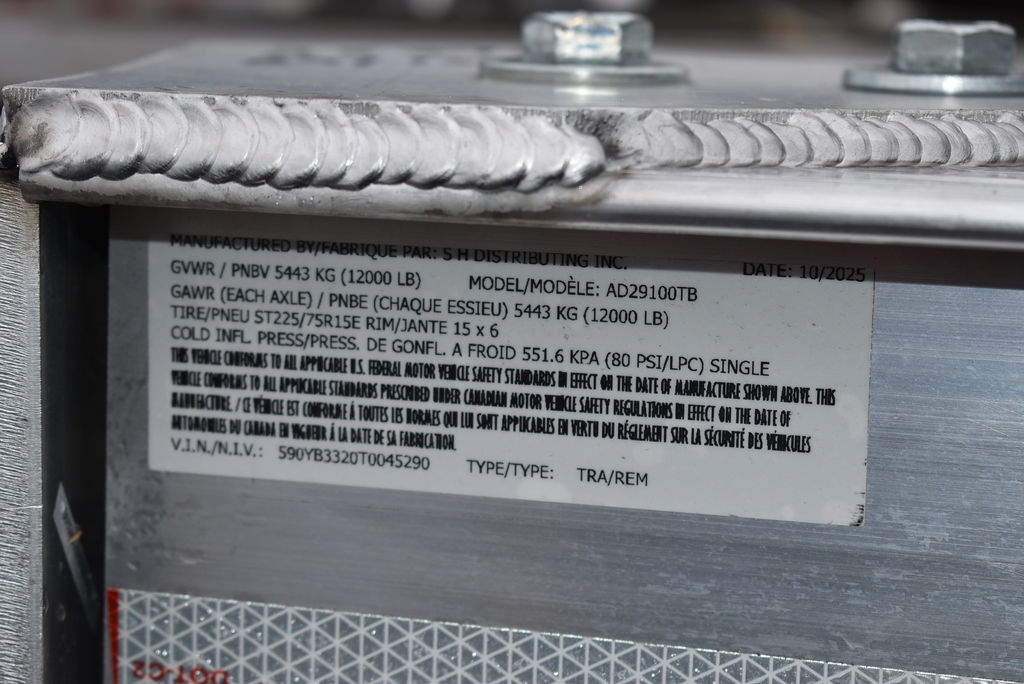 MANUFACTURED BY/FABRIQUE PAR: S H DISTRIBUTING INC. DATE: 10/2025
GVWR / PNBV 5443 KG (12000 LB) MODEL/MODÈLE: AD29100TB
GAWR (EACH AXLE) / PNBE (CHAQUE ESSIEU) 5443 KG (12000 LB)
TIRE/PNEU ST225/75R15E RIM/JANTE 15 x 6
COLD INFL. PRESS/PRESS. DE GONFL. A FROID 551.6 KPA (80 PSI/LPC) SINGLE
THIS VEHICLE CONFORMS TO ALL APPLICABLE U.S. FEDERAL MOTOR VEHICLE SAFETY STANDARDS IN EFFECT ON THE DATE OF MANUFACTURE SHOWN ABOVE. THIS
VEHICLE CONFORMS TO ALL APPLICABLE STANDARDS PRESCRIBED UNDER CANADIAN MOTOR VEHICLE SAFETY REGULATIONS IN EFFECT ON THE DATE OF
MANUFACTURE. / CE VÉHICULE EST CONFORME À TOUTES LES NORMES QUI LUI SONT APPLICABLES EN VERTU DU RÉGLEMENT SUR LA SÉCURITÉ DES VÉHICULES
AUTOMOBILES DU CANADA EN VIGUEUR À LA DATE DE SA FABRICATION.
V.I.N./N.I.V.: 590YB3320T0045290 TYPE/TYPE: TRA/REM
DOT-C2